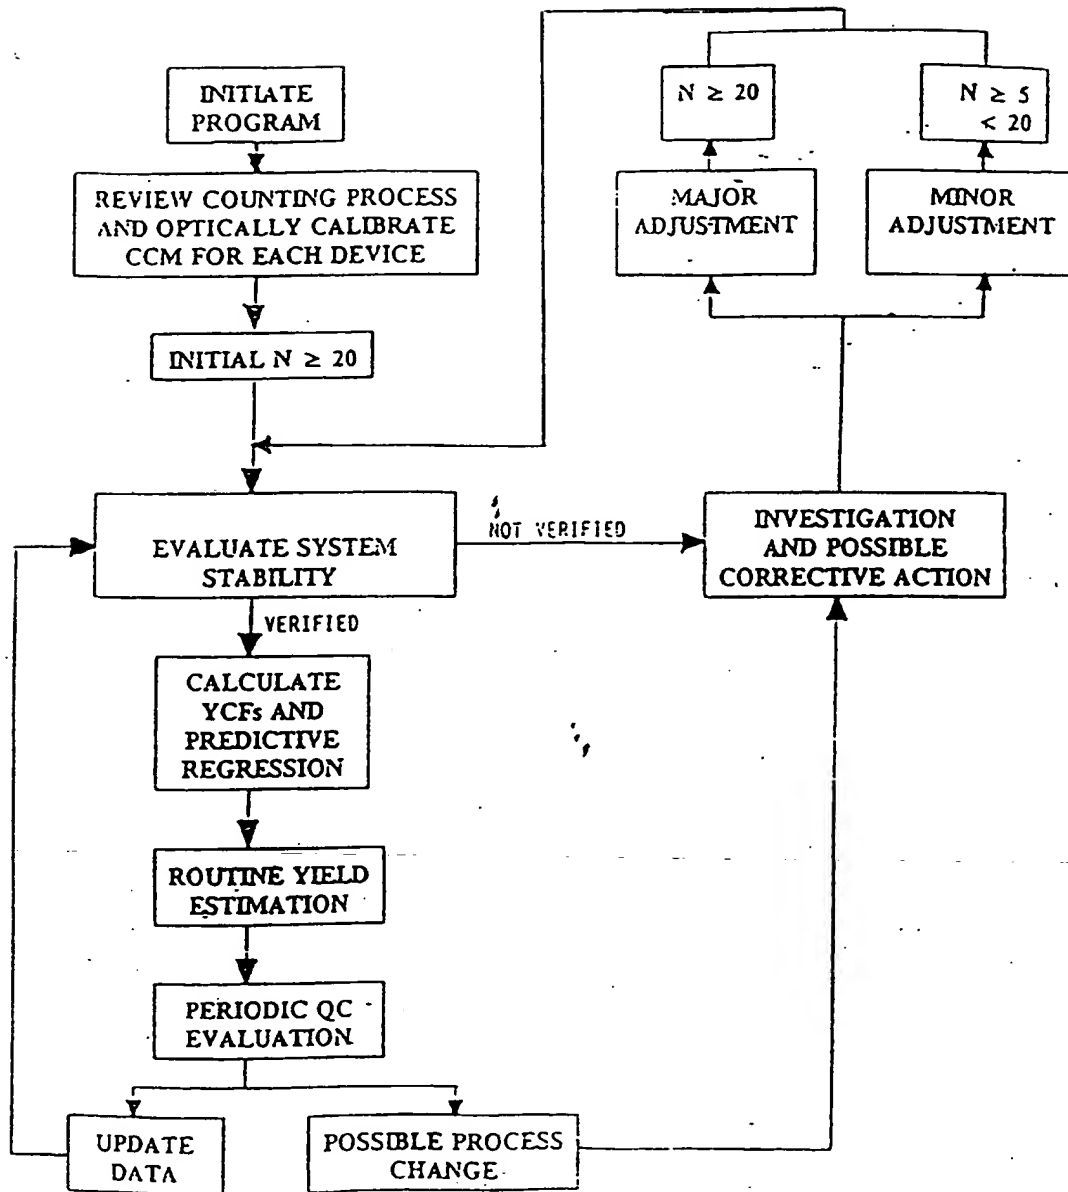 INITIATE
PROGRAM
REVIEW COUNTING PROCESS
AND OPTICALLY CALIBRATE
CCM FOR EACH DEVICE
INITIAL N ≥ 20
EVALUATE SYSTEM
STABILITY
NOT VERIFIED
VERIFIED
CALCULATE
YCFs AND
PREDICTIVE
REGRESSION
ROUTINE YIELD
ESTIMATION
PERIODIC QC
EVALUATION
UPDATE
DATA
POSSIBLE PROCESS
CHANGE
INVESTIGATION
AND POSSIBLE
CORRECTIVE ACTION
MAJOR
ADJUSTMENT
MINOR
ADJUSTMENT
N ≥ 20
N ≥ 5
< 20